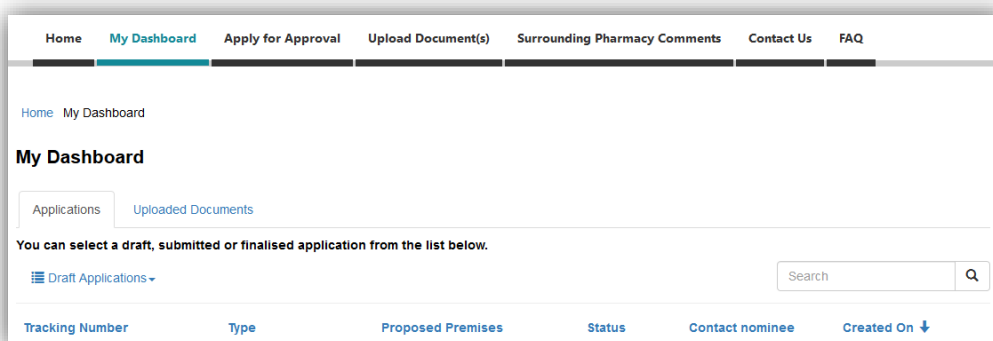 Home My Dashboard Apply for Approval Upload Document(s) Surrounding Pharmacy Comments Contact Us FAQ
Home My Dashboard
My Dashboard
Applications Uploaded Documents
You can select a draft, submitted or finalised application from the list below.
Draft Applications Search
Tracking Number Type Proposed Premises Status Contact nominee Created On